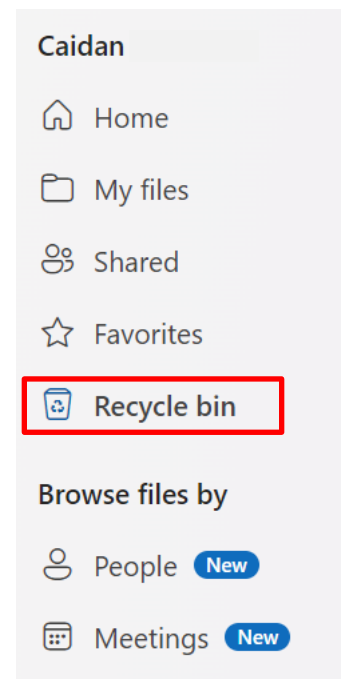 Caidan
Home
My files
Shared
Favorites
Recycle bin
Browse files by
People New
Meetings New